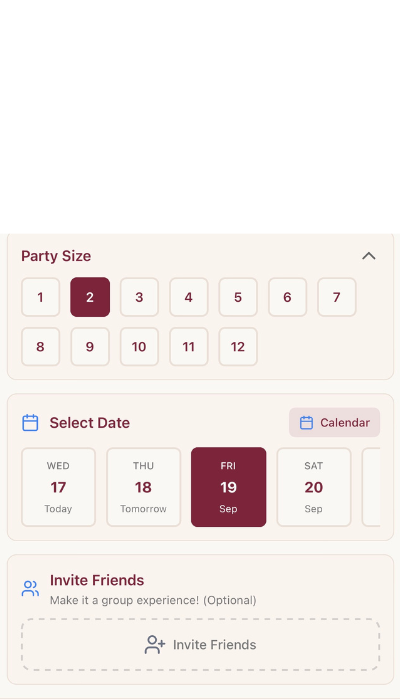 Party Size
1 2 3 4 5 6 7
8 9 10 11 12
Select Date
Calendar
WED THU FRI SAT
17 18 19 20
Today Tomorrow Sep Sep
Invite Friends
Make it a group experience! (Optional)
Invite Friends